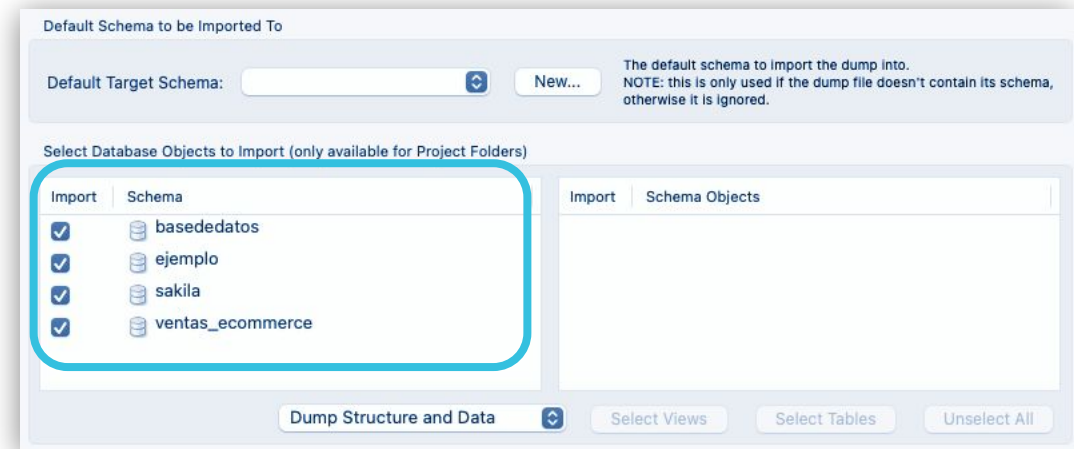 Default Schema to be Imported To
Default Target Schema:
New...
The default schema to import the dump into.
NOTE: this is only used if the dump file doesn't contain its schema,
otherwise it is ignored.
Select Database Objects to Import (only available for Project Folders)
Import Schema
basededatos
ejemplo
sakila
ventas_ecommerce
Import Schema Objects
Dump Structure and Data
Select Views
Select Tables
Unselect All